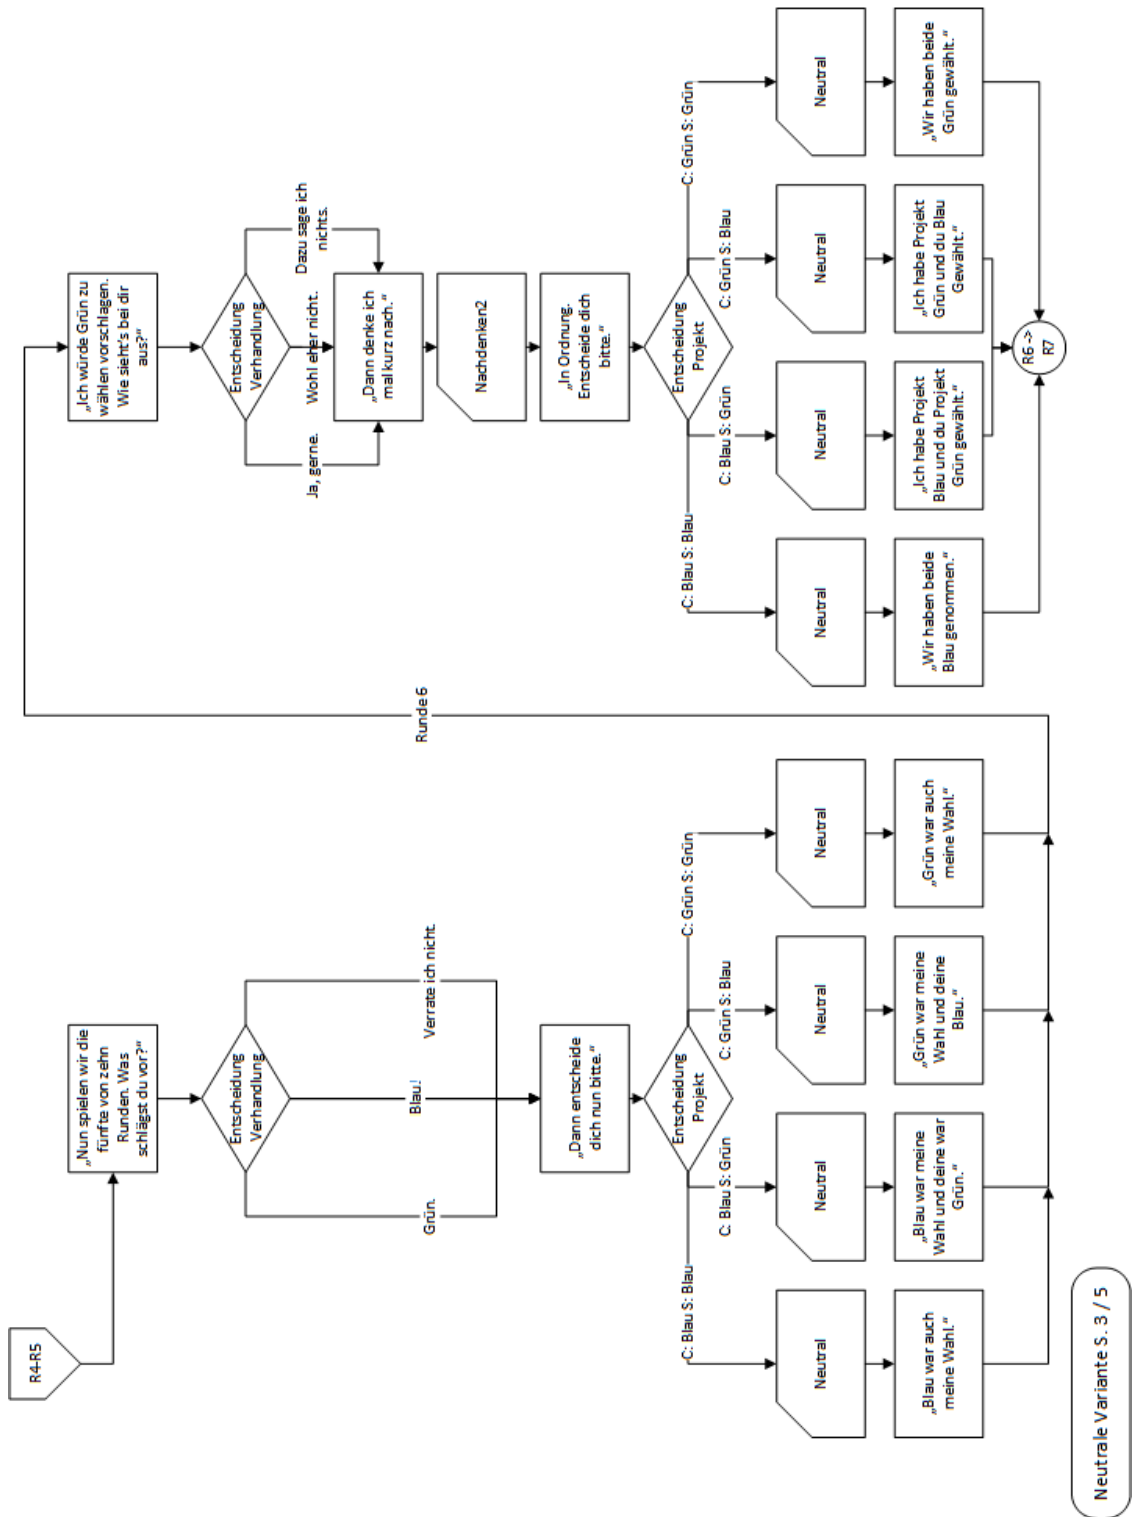 R4-R5
„Nun spielen wir die
fünfte von zehn
Runden. Was
schlägst du vor?“
Entscheidung
Verhandlung
Grün.
Blau!
Verrate ich nicht.
„Dann entscheide
dich nun bitte.“
Entscheidung
Projekt
C: Blau S: Blau
C: Blau S: Grün
C: Grün S: Blau
C: Grün S: Grün
Neutral
Neutral
Neutral
Neutral
„Blau war auch
meine Wahl.“
„Blau war meine
Wahl und deine war
Grün.“
„Grün war meine
Wahl und deine
Blau.“
„Grün war auch
meine Wahl.“
Runde 6
„Ich würde Grün zu
wählen vorschlagen.
Wie sieht's bei dir
aus?“
Entscheidung
Verhandlung
Ja, gerne.
Wohl eher nicht.
Dazu sage ich
nichts.
„Dann denke ich
mal kurz nach.“
Nachdenken2
„In Ordnung.
Entscheide dich
bitte.“
Entscheidung
Projekt
C: Blau S: Blau
C: Blau S: Grün
C: Grün S: Blau
C: Grün S: Grün
Neutral
Neutral
Neutral
Neutral
„Wir haben beide
Blau genommen.“
„Ich habe Projekt
Blau und du Projekt
Grün gewählt.“
„Ich habe Projekt
Grün und du Blau
Gewählt.“
„Wir haben beide
Grün gewählt.“
R6 ->
R7
Neutrale Variante S. 3 / 5